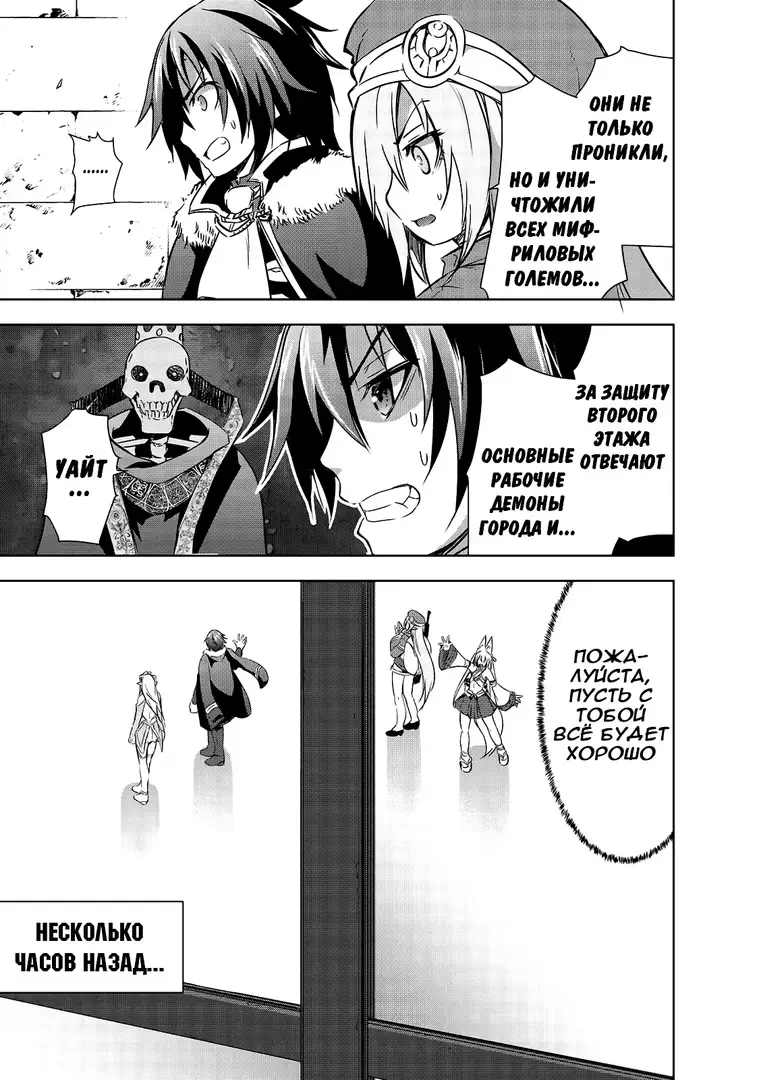 ОНИ НЕ
ТОЛЬКО
ПРОНИКЛИ,
НО И УНИ-
ЧТОЖИЛИ
ВСЕХ МИФ-
РИЛОВЫХ
ГОЛЕМОВ...
......
ЗА ЗАЩИТУ
ВТОРОГО
ЭТАЖА
ОТВЕЧАЮТ
ОСНОВНЫЕ
РАБОЧИЕ
ДЕМОНЫ
ГОРОДА И...
УАЙТ
...
ПОЖА-
ЛУЙСТА,
ПУСТЬ С
ТОБОЙ
ВСЁ БУДЕТ
ХОРОШО
НЕСКОЛЬКО
ЧАСОВ НАЗАД...